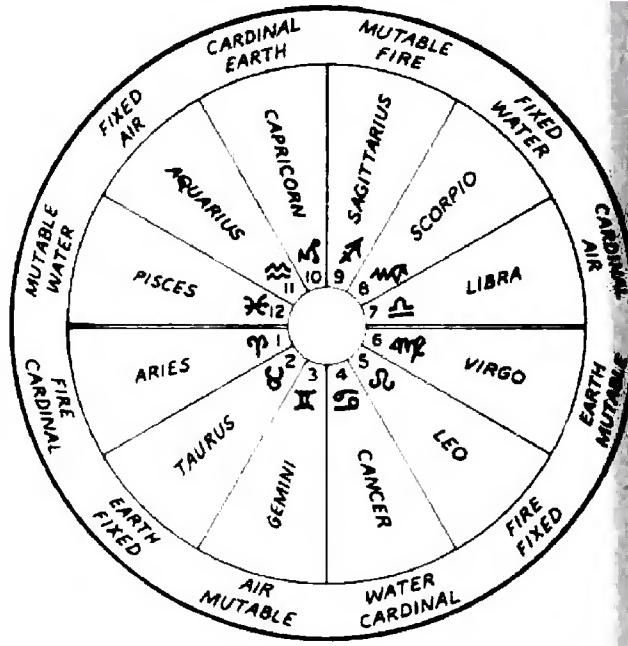 CARDINAL
EARTH
MUTABLE
FIRE
FIXED
WATER
CARDINAL
AIR
EARTH
MUTABLE
FIRE
FIXED
WATER
CARDINAL
AIR
MUTABLE
EARTH
FIXED
FIRE
CARDINAL
MUTABLE
WATER
FIXED
AIR
CAPRICORN
SAGITTARIUS
SCORPIO
LIBRA
VIRGO
LEO
CANCER
GEMINI
TAURUS
ARIES
PISCES
AQUARIUS
♑ 10
♐ 9
♏ 8
♎ 7
♍ 6
♌ 5
♋ 4
♊ 3
♉ 2
♈ 1
♓ 12
♒ 11